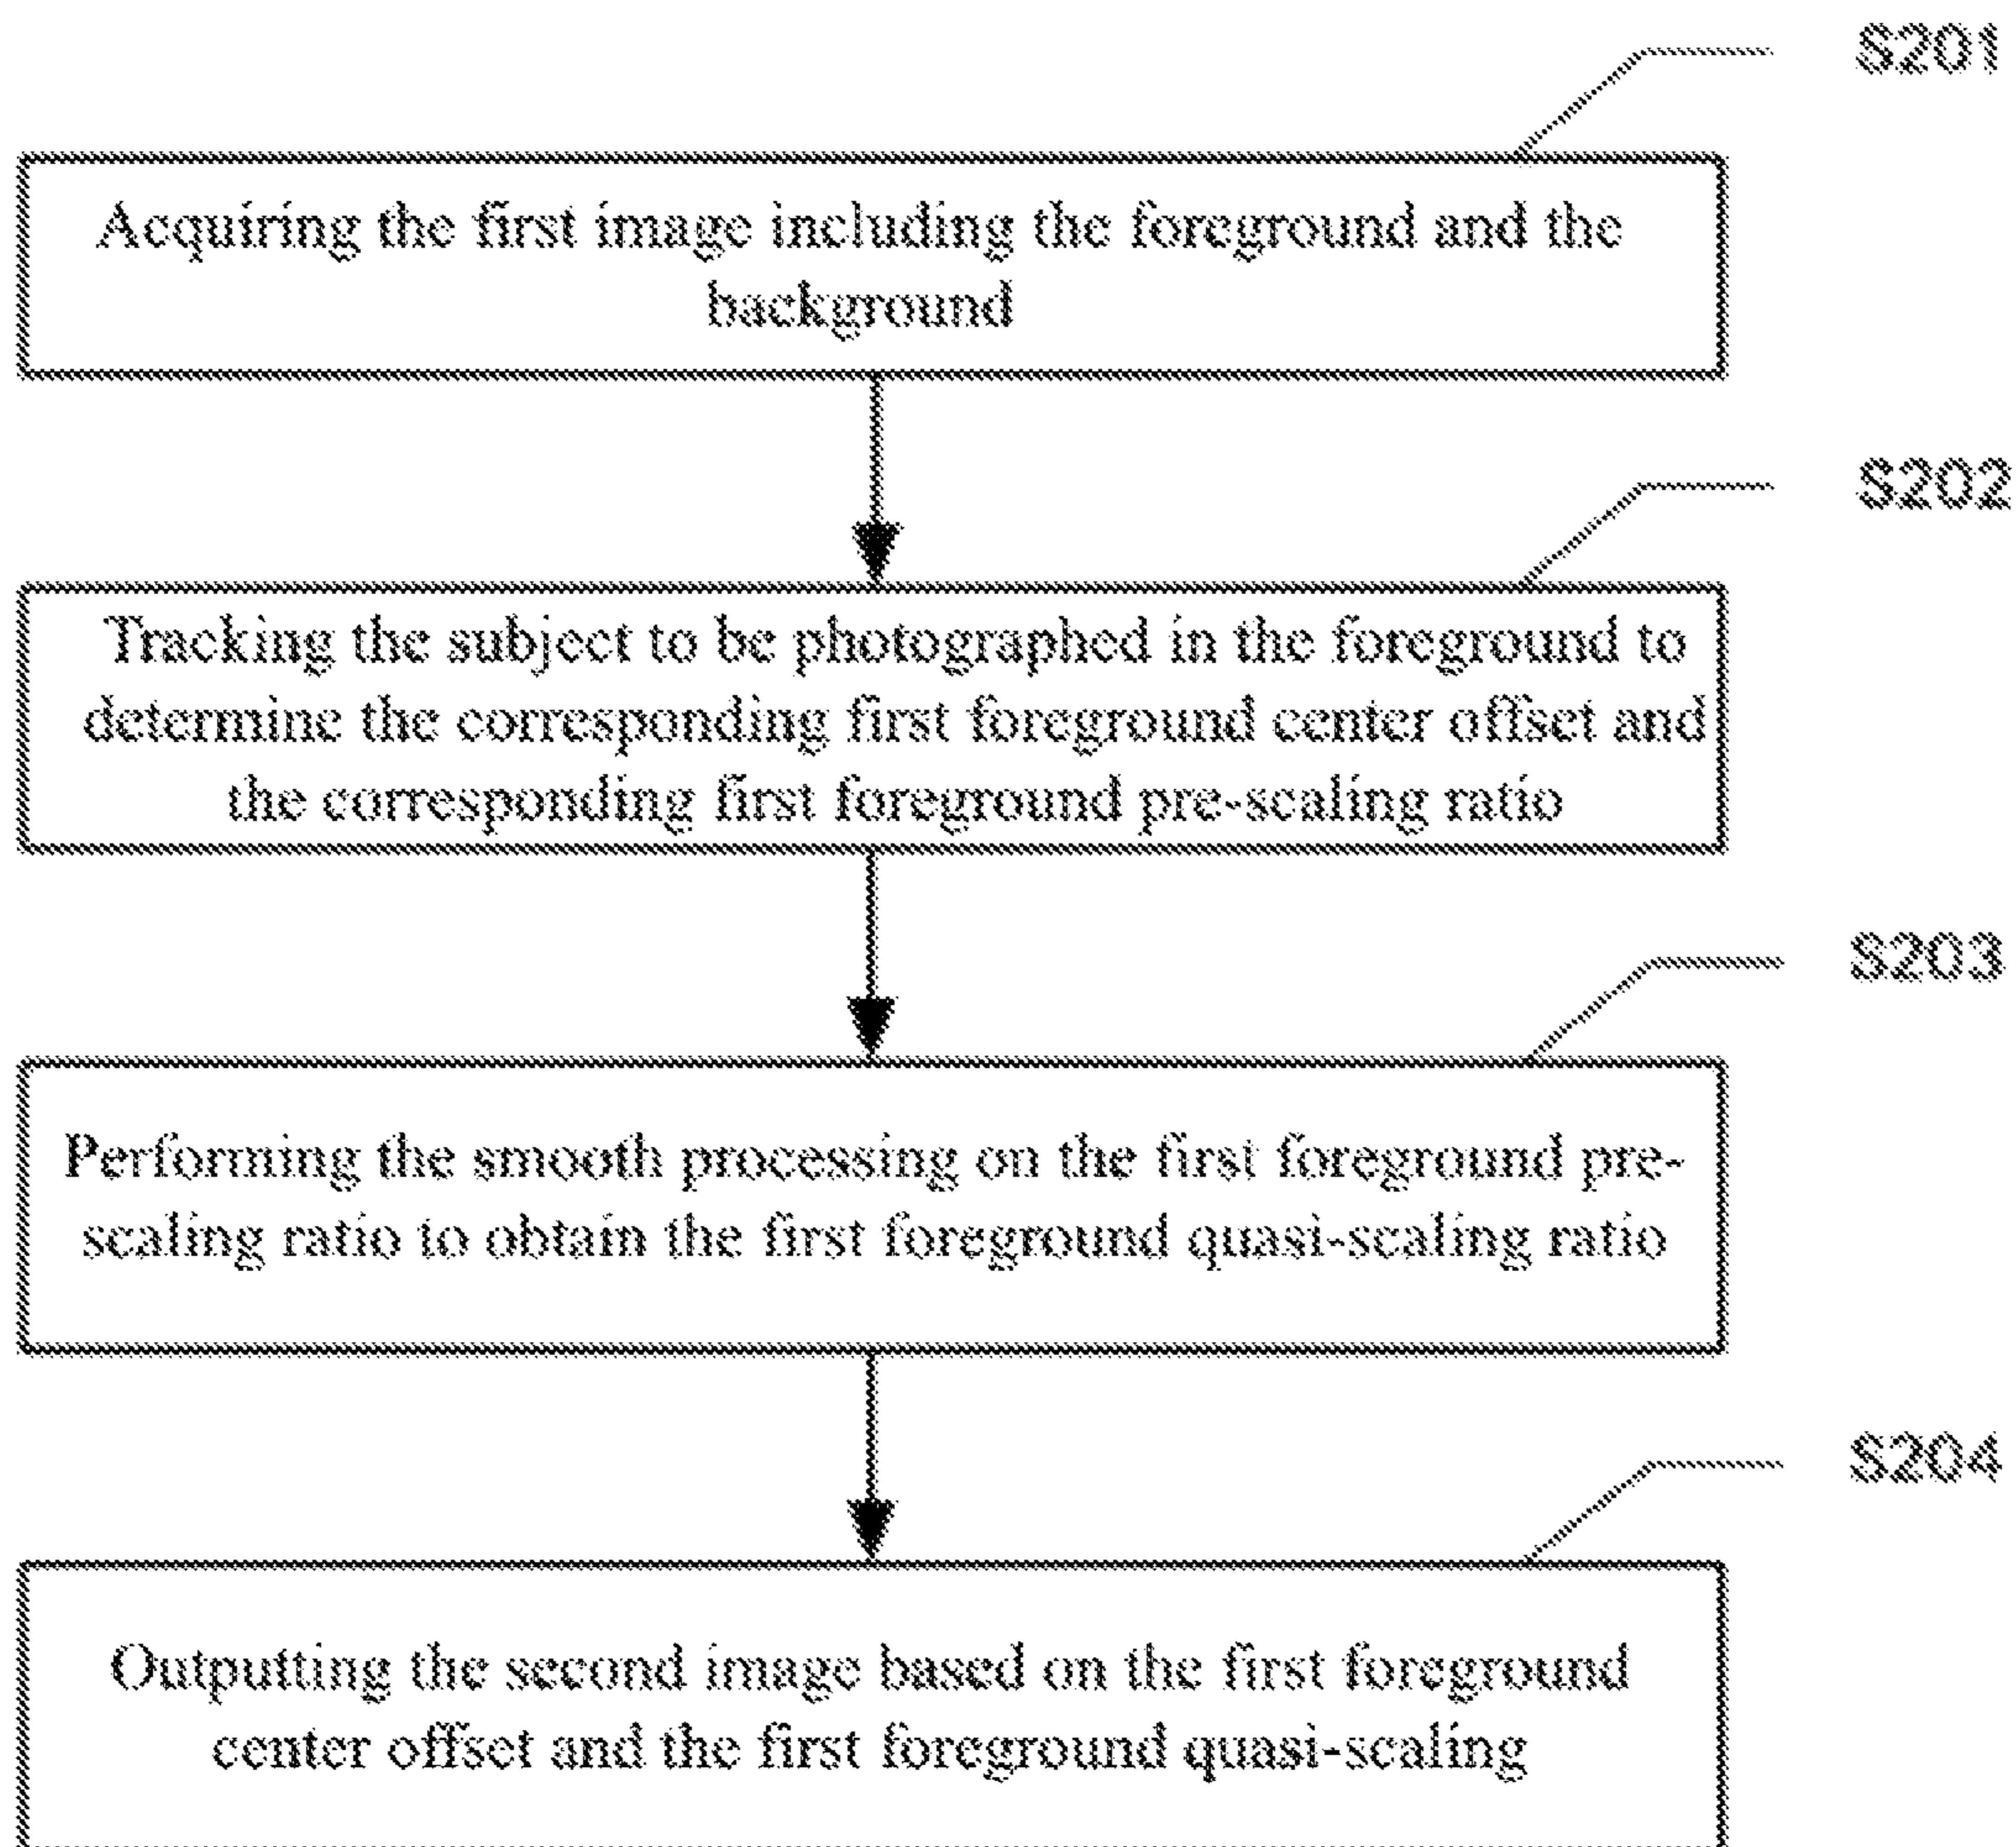 S201
Acquiring the first image including the foreground and the
background
S202
Tracking the subject to be photographed in the foreground to
determine the corresponding first foreground center offset and
the corresponding first foreground pre-scaling ratio
S203
Performing the smooth processing on the first foreground pre-
scaling ratio to obtain the first foreground quasi-scaling ratio
S204
Outputting the second image based on the first foreground
center offset and the first foreground quasi-scaling